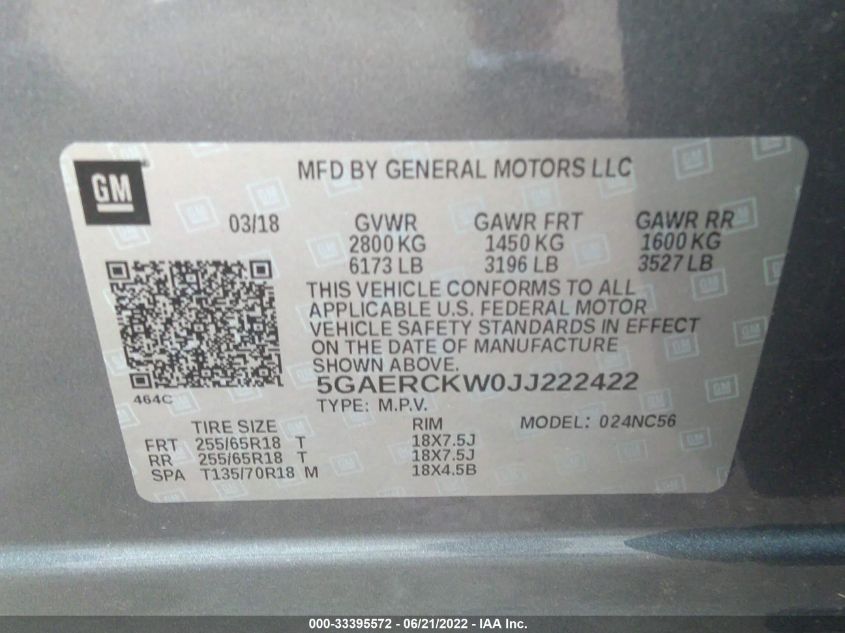 GM
MFD BY GENERAL MOTORS LLC
03/18 GVWR GAWR FRT GAWR RR
2800 KG 1450 KG 1600 KG
6173 LB 3196 LB 3527 LB
THIS VEHICLE CONFORMS TO ALL
APPLICABLE U.S. FEDERAL MOTOR
VEHICLE SAFETY STANDARDS IN EFFECT
ON THE DATE OF MANUFACTURE
SHOWN ABOVE.
5GAERCKW0JJ222422
464C
TYPE: M.P.V.
TIRE SIZE RIM MODEL: 024NC56
FRT 255/65R18 T 18X7.5J
RR 255/65R18 T 18X7.5J
SPA T135/70R18 M 18X4.5B
000-33395572 - 06/21/2022 - IAA Inc.